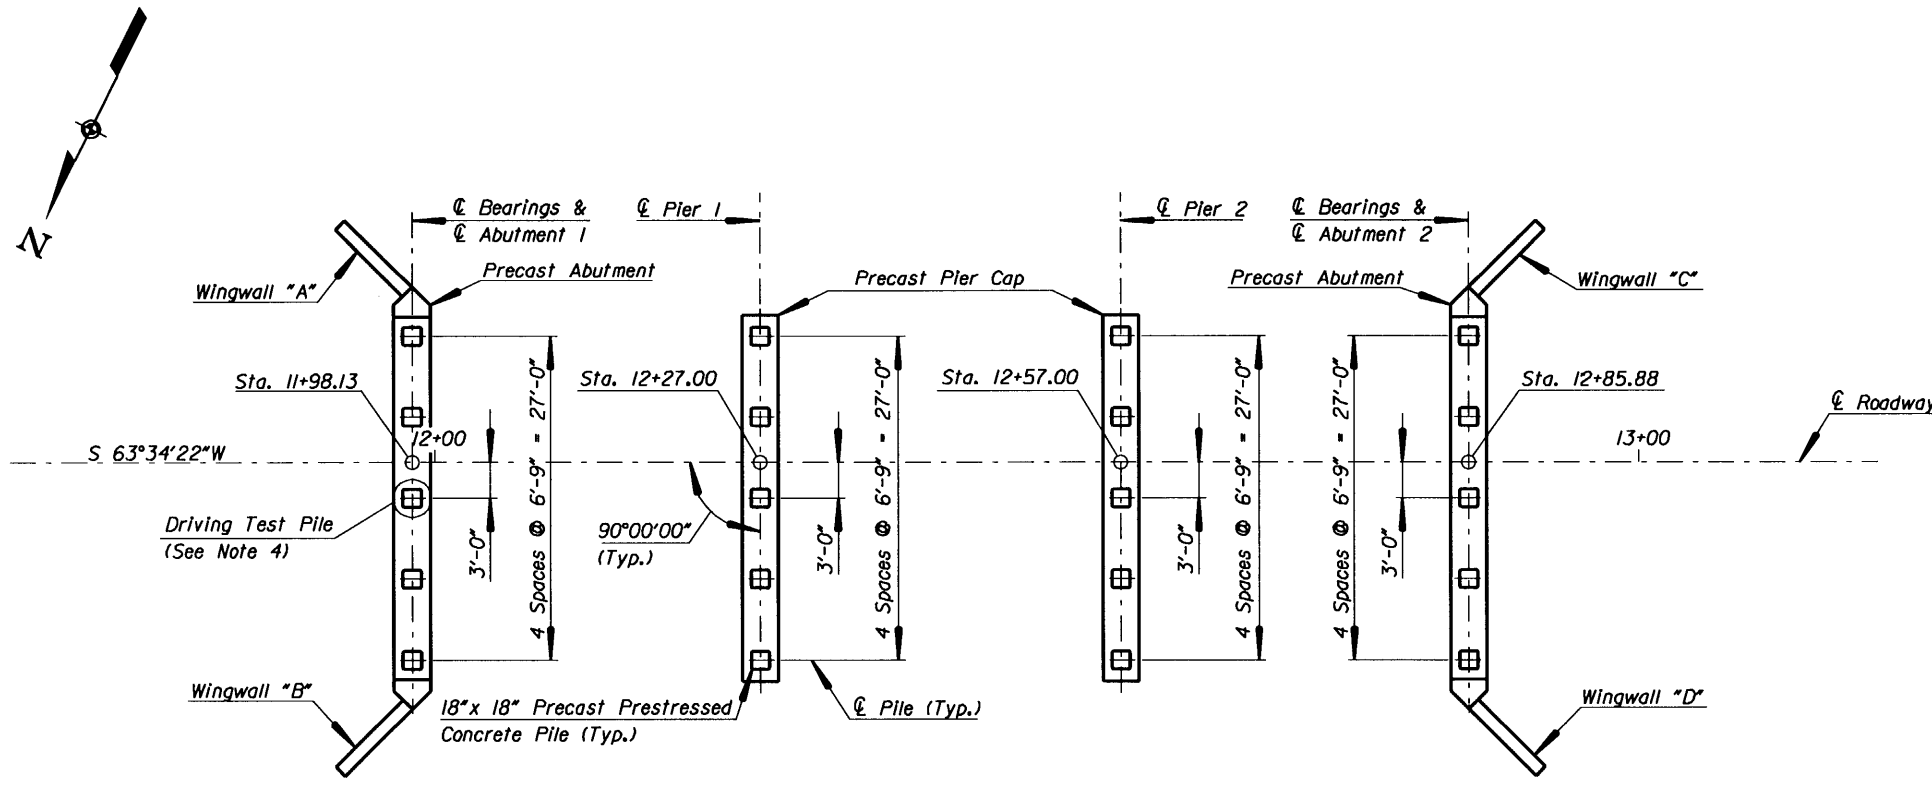 N
℄ Bearings &
℄ Abutment 1
℄ Pier 1
℄ Pier 2
℄ Bearings &
℄ Abutment 2
Wingwall "A"
Precast Abutment
Precast Pier Cap
Precast Abutment
Wingwall "C"
Sta. 11+98.13
Sta. 12+27.00
Sta. 12+57.00
Sta. 12+85.88
℄ Roadway
S 63°34'22"W
12+00
13+00
4 Spaces @ 6'-9" = 27'-0"
4 Spaces @ 6'-9" = 27'-0"
4 Spaces @ 6'-9" = 27'-0"
4 Spaces @ 6'-9" = 27'-0"
Driving Test Pile
(See Note 4)
3'-0"
90°00'00"
(Typ.)
3'-0"
3'-0"
3'-0"
Wingwall "B"
18"x 18" Precast Prestressed
Concrete Pile (Typ.)
℄ Pile (Typ.)
Wingwall "D"